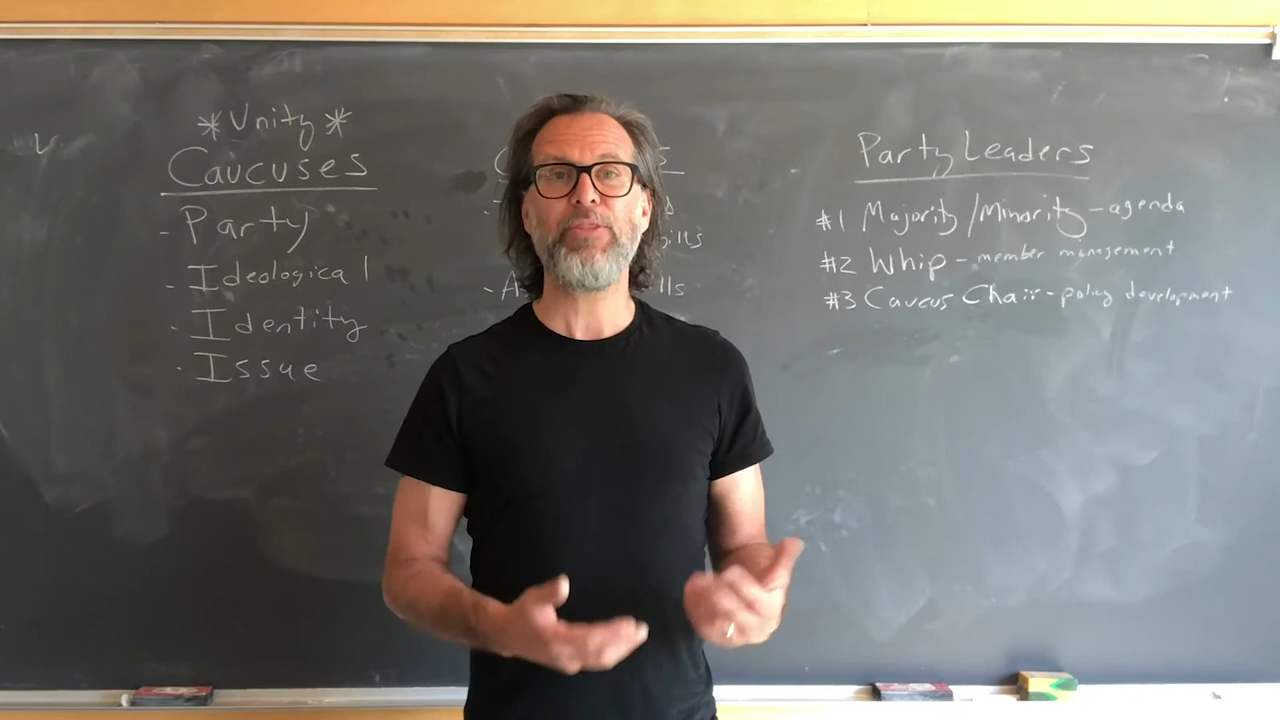 *Unity*
Caucuses
- Party
- Ideological
- Identity
- Issue
Party Leaders
#1 Majority/Minority - agenda
#2 Whip - member management
#3 Caucus Chair - policy development